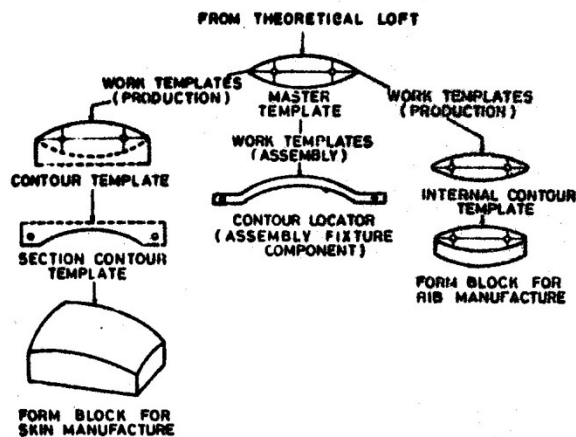 FROM THEORETICAL LOFT
WORK TEMPLATES
(PRODUCTION)
MASTER
TEMPLATE
WORK TEMPLATES
(PRODUCTION)
WORK TEMPLATES
(ASSEMBLY)
CONTOUR TEMPLATE
CONTOUR LOCATOR
(ASSEMBLY FIXTURE
COMPONENT)
INTERNAL CONTOUR
TEMPLATE
SECTION CONTOUR
TEMPLATE
FORM BLOCK FOR
RIB MANUFACTURE
FORM BLOCK FOR
SKIN MANUFACTURE